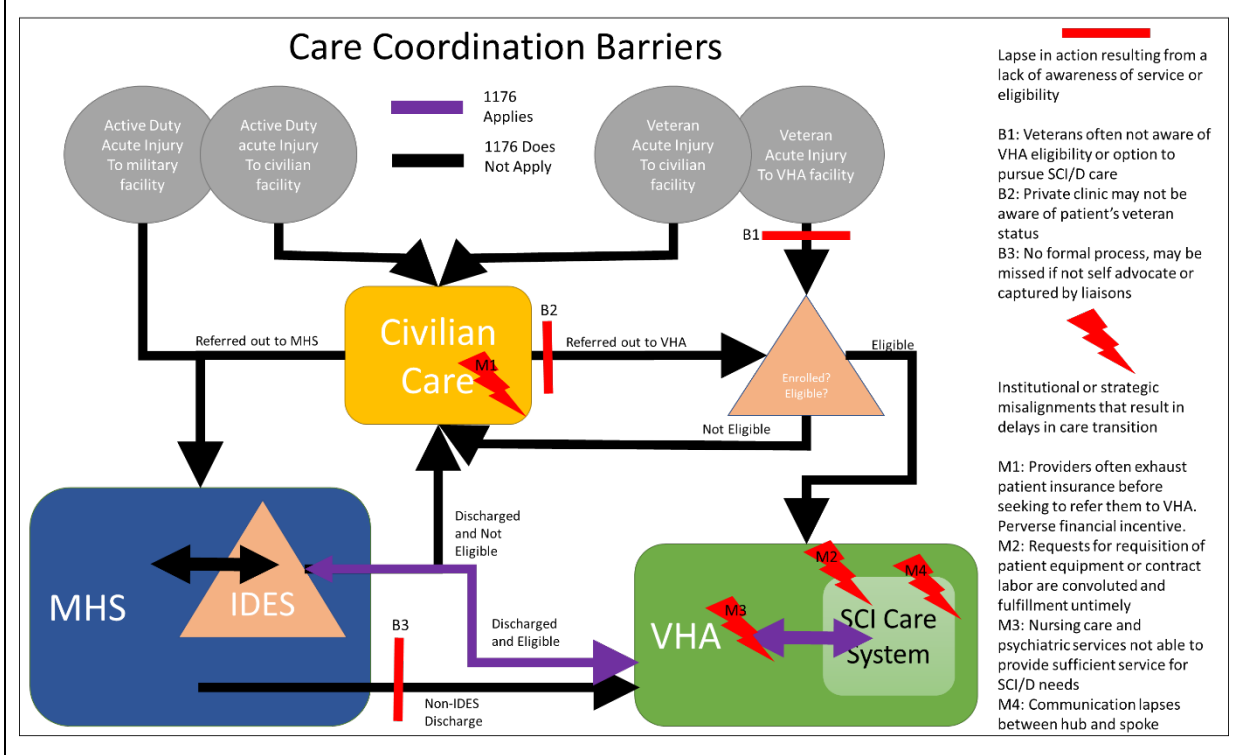 Care Coordination Barriers
Active Duty
Acute Injury
To military
facility
Active Duty
acute Injury
To civilian
facility
1176
Applies
1176 Does
Not Apply
Veteran
Acute Injury
To civilian
facility
Veteran
Acute Injury
To VHA facility
B1
Civilian
Care
M1
B2
Referred out to MHS
Referred out to VHA
Enrolled?
Eligible?
Eligible
Not Eligible
Discharged
and Not
Eligible
MHS
IDES
B3
Discharged
and Eligible
Non-IDES
Discharge
VHA
M3
M2
M4
SCI Care
System
Lapse in action resulting from a
lack of awareness of service or
eligibility
B1: Veterans often not aware of
VHA eligibility or option to
pursue SCI/D care
B2: Private clinic may not be
aware of patient's veteran
status
B3: No formal process, may be
missed if not self advocate or
captured by liaisons
Institutional or strategic
misalignments that result in
delays in care transition
M1: Providers often exhaust
patient insurance before
seeking to refer them to VHA.
Perverse financial incentive.
M2: Requests for requisition of
patient equipment or contract
labor are convoluted and
fulfillment untimely
M3: Nursing care and
psychiatric services not able to
provide sufficient service for
SCI/D needs
M4: Communication lapses
between hub and spoke